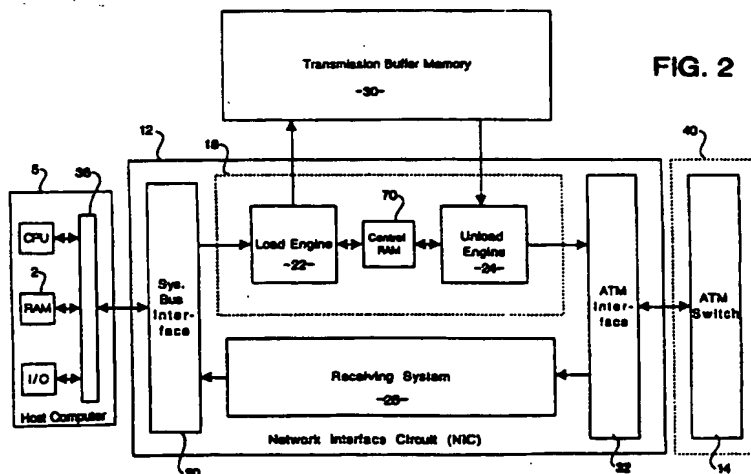 Transmission Buffer Memory
-30-
FIG. 2
12
18
40
5
36
70
CPU
2
RAM
I/O
Host Computer
Sys.
Bus
Inter-
face
Load Engine
-22-
Control
RAM
Unload
Engine
-24-
ATM
Inter-
face
ATM
Switch
Receiving System
Network Interface Circuit (NIC)
32
14